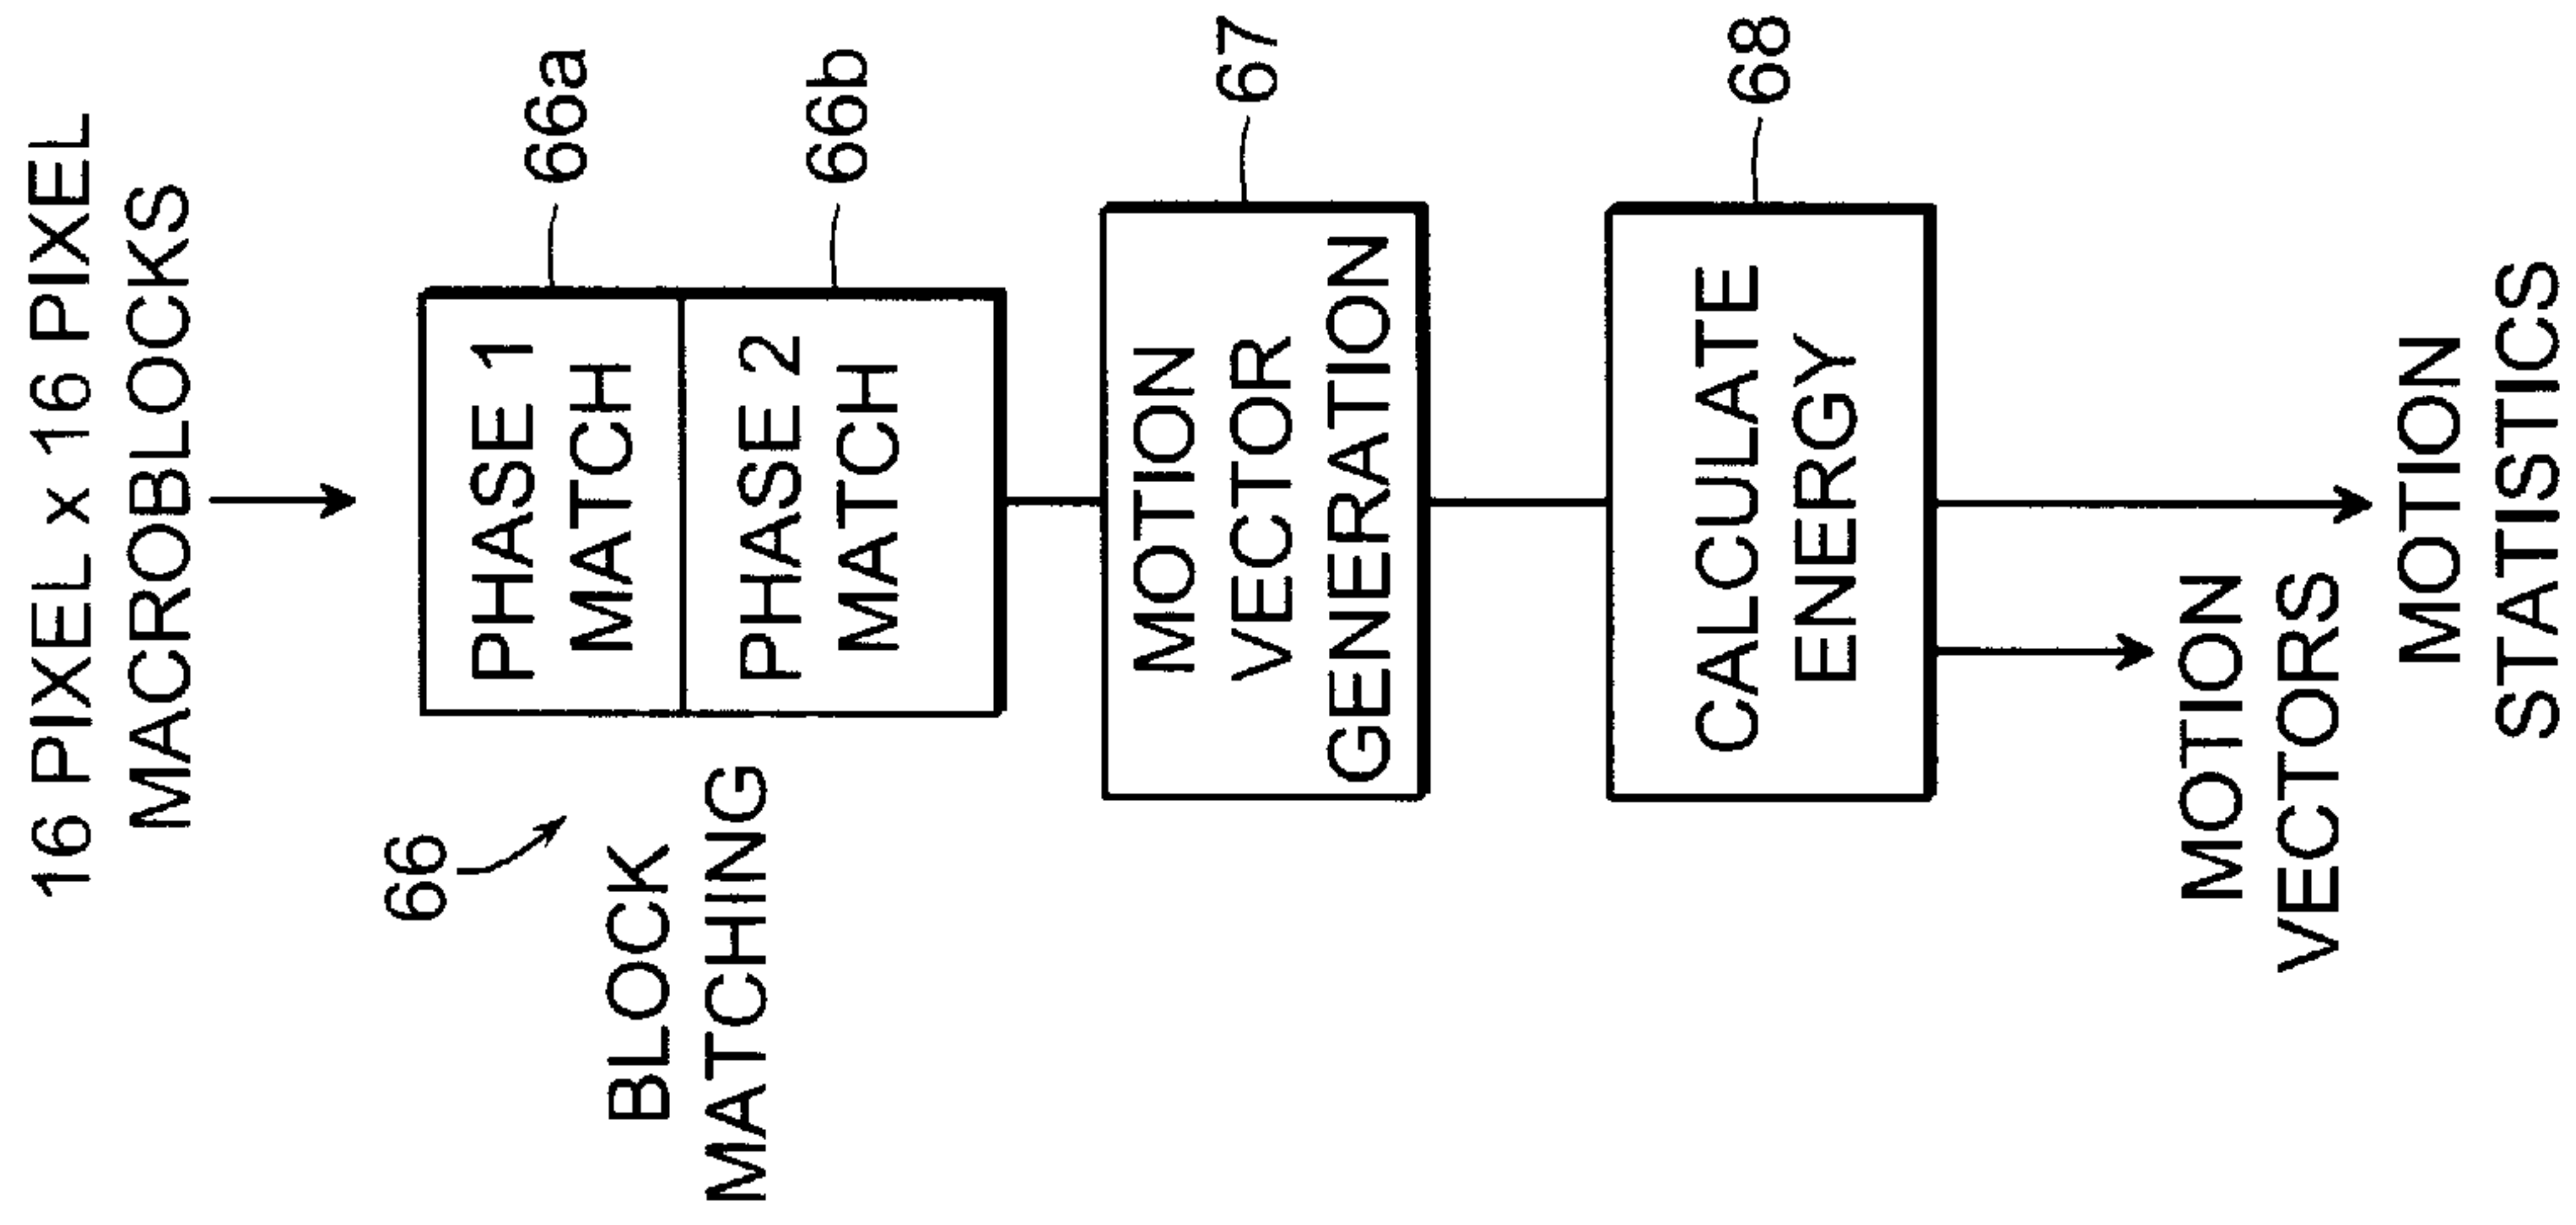 16 PIXEL x 16 PIXEL
MACROBLOCKS
66
BLOCK
MATCHING
PHASE 1
MATCH
66a
PHASE 2
MATCH
66b
MOTION
VECTOR
GENERATION
67
CALCULATE
ENERGY
68
MOTION
VECTORS
MOTION
STATISTICS